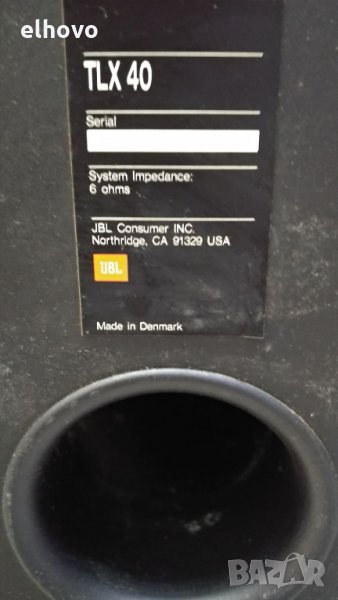 elhovo
TLX 40
Serial
System Impedance:
6 ohms
JBL Consumer INC.
Northridge, CA 91329 USA
JBL
Made in Denmark
BAZAR